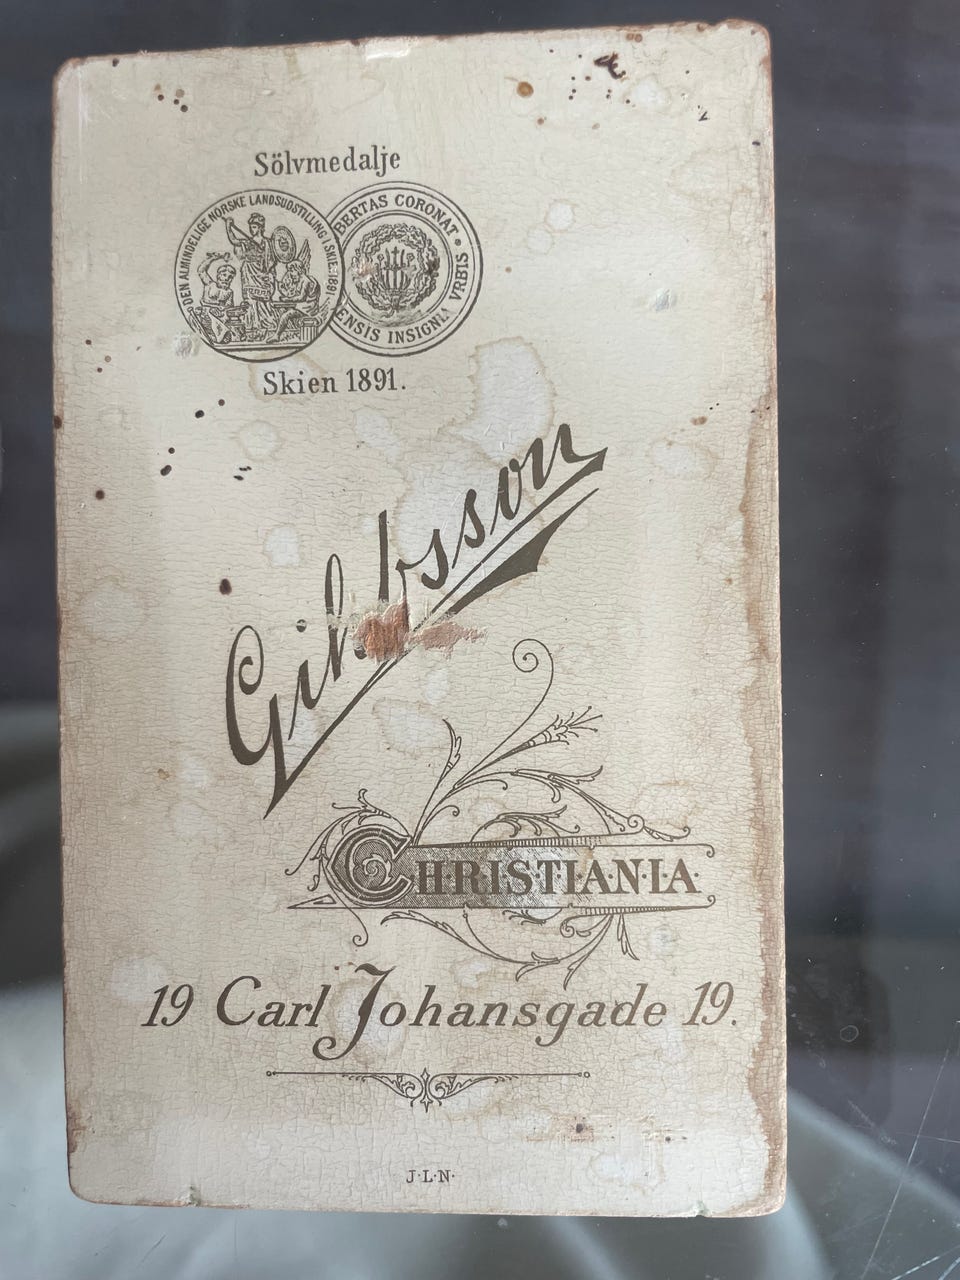 Sölvmedalje
DEN ALMINDELIGE NORSKE LANDSUDSTILLING I SKIEN 1891
BERTAS CORONAT VRBIS
ENSIS INSIGNIA
Skien 1891.
CHRISTIANIA
19 Carl Johansgade 19.
J·L·N·